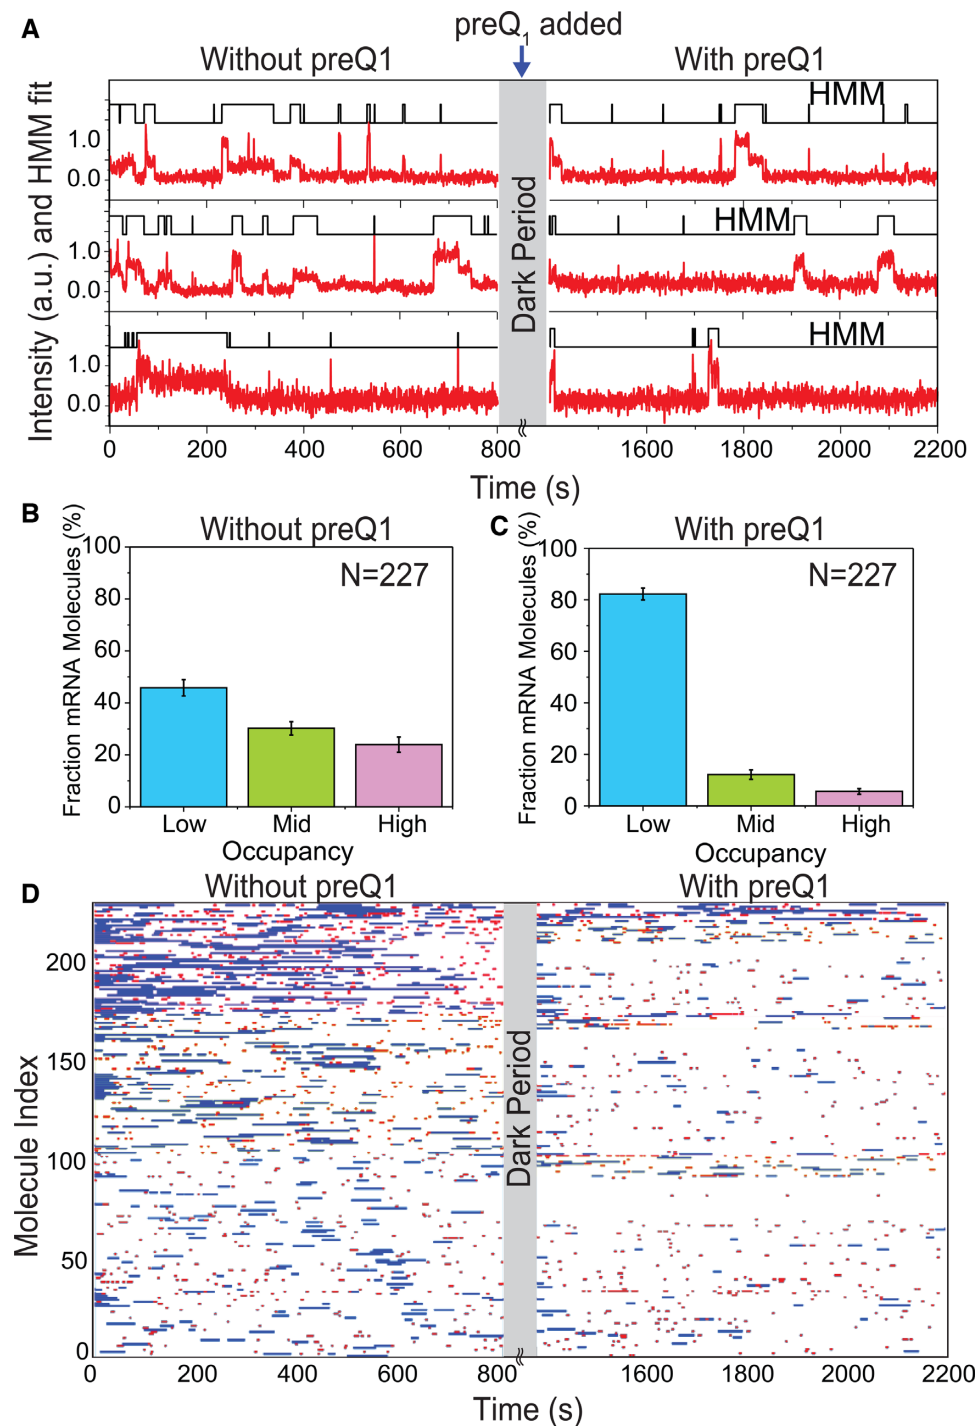 A
preQ1 added
Without preQ1
With preQ1
Intensity (a.u.) and HMM fit
HMM
1.0
0.0
HMM
1.0
0.0
HMM
1.0
0.0
Dark Period
0 200 400 600 800 1600 1800 2000 2200
Time (s)
B
Without preQ1
Fraction mRNA Molecules (%)
N=227
100
80
60
40
20
0
Low Mid High
Occupancy
C
With preQ1
Fraction mRNA Molecules (%)
N=227
100
80
60
40
20
0
Low Mid High
Occupancy
D
Without preQ1
With preQ1
Molecule Index
200
150
100
50
0
Dark Period
0 200 400 600 800 1600 1800 2000 2200
Time (s)